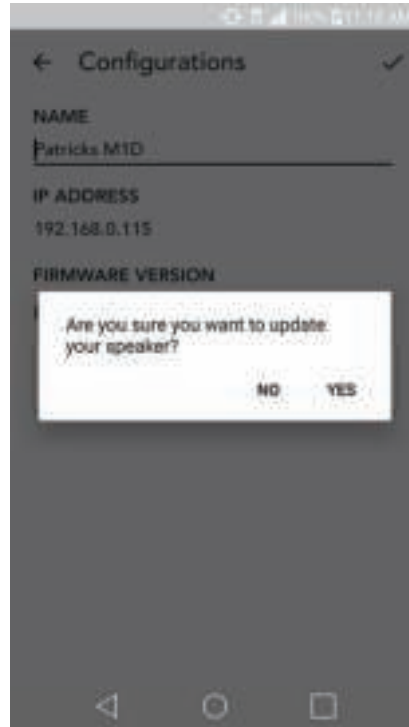 Configurations
NAME
Patricks M1D
IP ADDRESS
192.168.0.115
FIRMWARE VERSION
Are you sure you want to update
your speaker?
NO YES